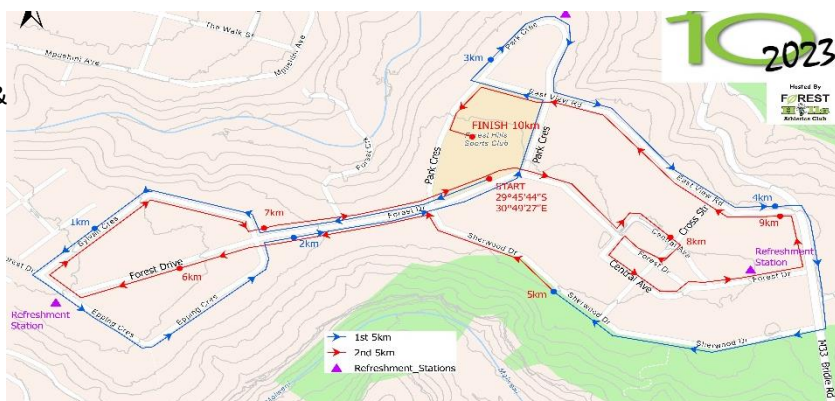 10
2023
&
Hosted By
FOREST
Hills
Athletics Club
The Walk St
Mpushini Ave
Mpushini Ave
Park Cres
3km
East View Rd
FINISH 10km
Forest Hills
Sports Club
Park Cres
Park Cres
START
29°45'44"S
30°49'27"E
East View Rd
4km
9km
7km
Forest Dr
2km
1km
Sylvan Cres
Forest Drive
6km
Forest Dr
Refreshment
Station
Epping Cres
Epping Cres
Sherwood Dr
Cross St
Central Ave
8km
Forest Dr
Central Ave
Refreshment
Station
Forest Dr
5km
Sherwood Dr
Sherwood Dr
M33 Bridle Rd
1st 5km
2nd 5km
Refreshment_Stations